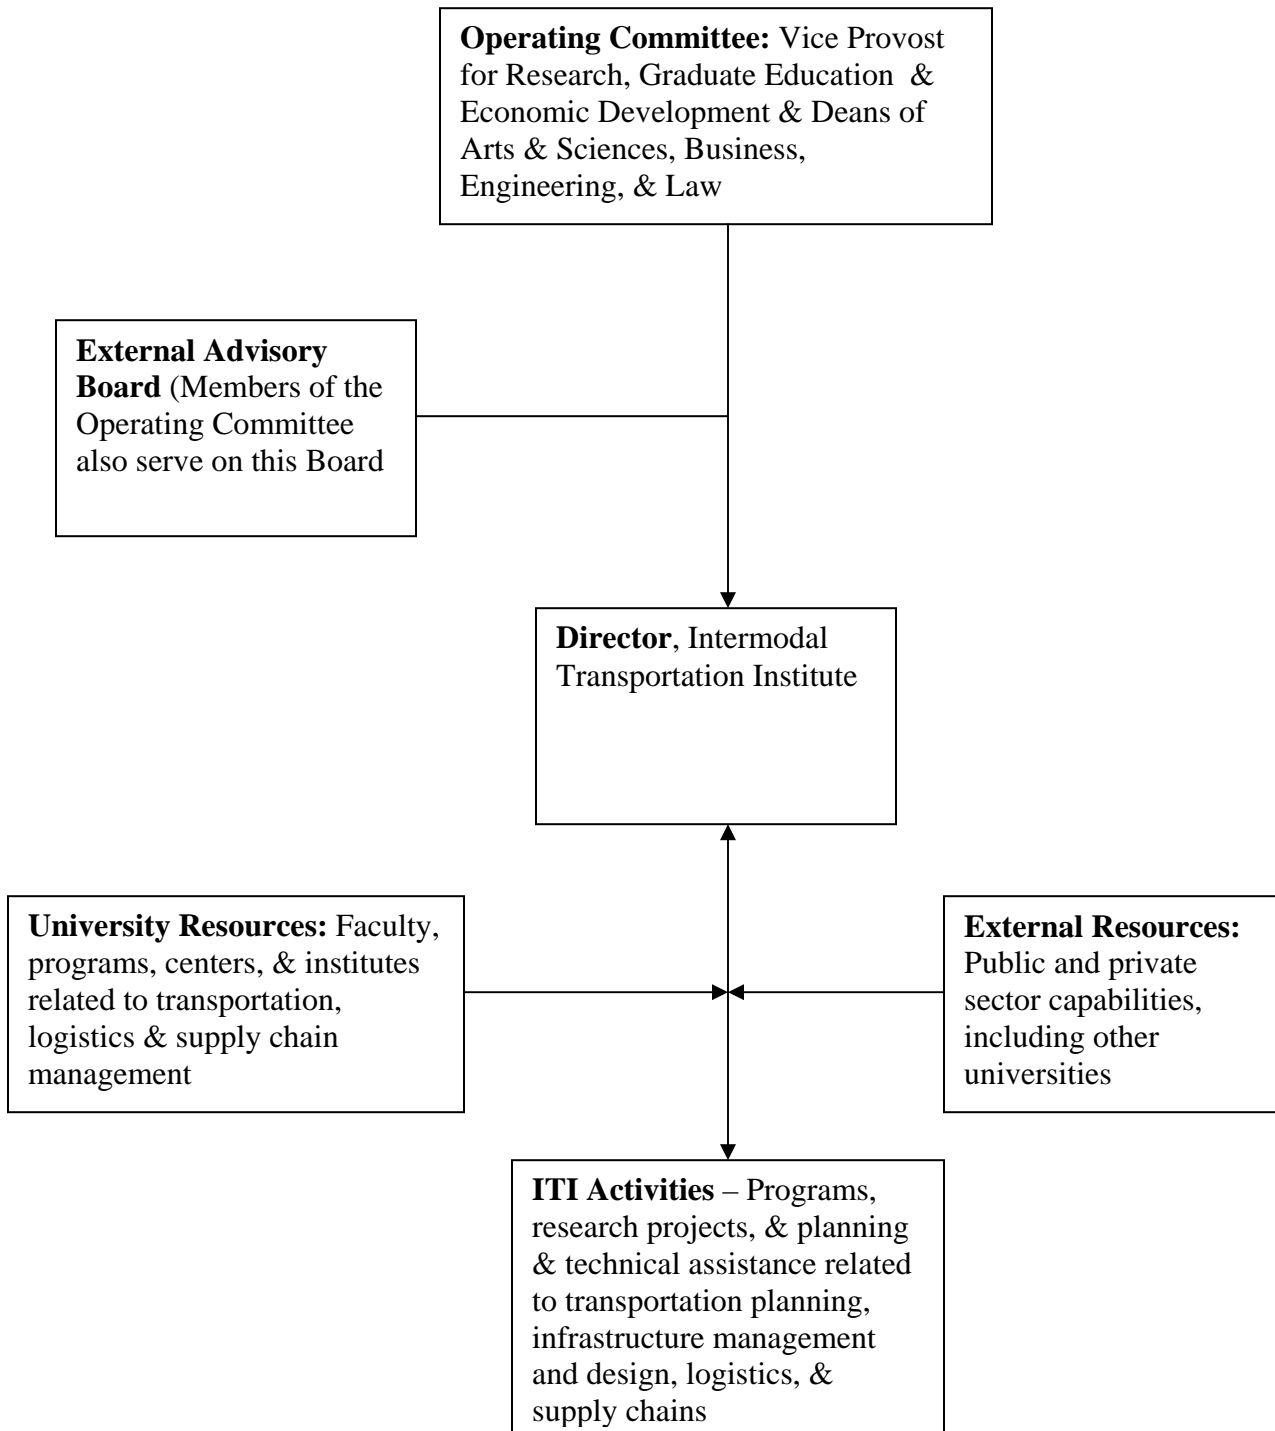 Operating Committee: Vice Provost
for Research, Graduate Education  &
Economic Development & Deans of
Arts & Sciences, Business,
Engineering, & Law
External Advisory
Board (Members of the
Operating Committee
also serve on this Board
Director, Intermodal
Transportation Institute
University Resources: Faculty,
programs, centers, & institutes
related to transportation,
logistics & supply chain
management
External Resources:
Public and private
sector capabilities,
including other
universities
ITI Activities – Programs,
research projects, & planning
& technical assistance related
to transportation planning,
infrastructure management
and design, logistics, &
supply chains